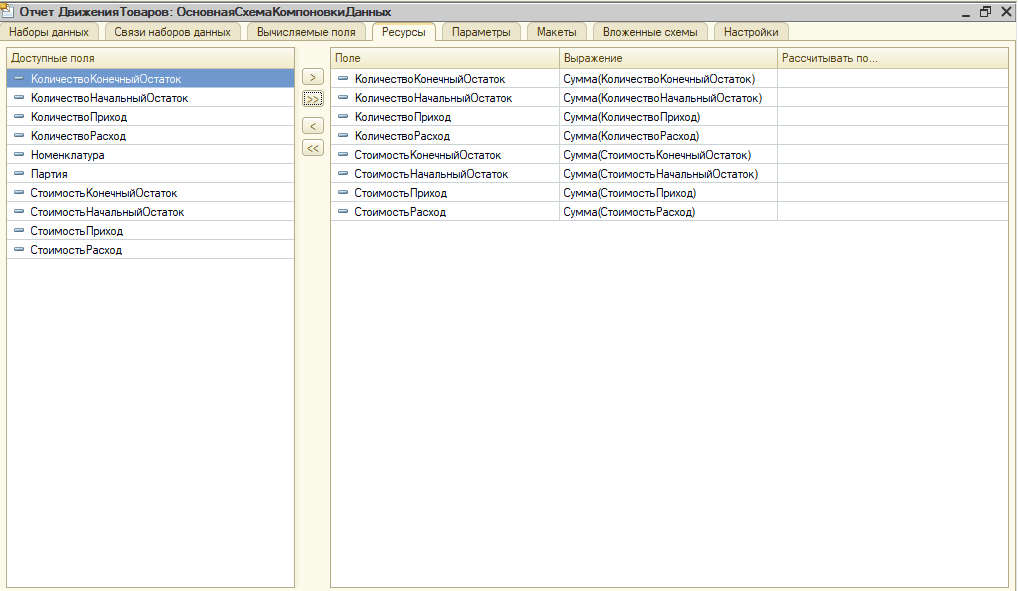 Отчет ДвиженияТоваров: ОсновнаяСхемаКомпоновкиДанных
Наборы данных Связи наборов данных Вычисляемые поля Ресурсы Параметры Макеты Вложенные схемы Настройки
Доступные поля
КоличествоКонечныйОстаток
КоличествоНачальныйОстаток
КоличествоПриход
КоличествоРасход
Номенклатура
Партия
СтоимостьКонечныйОстаток
СтоимостьНачальныйОстаток
СтоимостьПриход
СтоимостьРасход
>
>>
<
<<
Поле Выражение Рассчитывать по...
КоличествоКонечныйОстаток Сумма(КоличествоКонечныйОстаток)
КоличествоНачальныйОстаток Сумма(КоличествоНачальныйОстаток)
КоличествоПриход Сумма(КоличествоПриход)
КоличествоРасход Сумма(КоличествоРасход)
СтоимостьКонечныйОстаток Сумма(СтоимостьКонечныйОстаток)
СтоимостьНачальныйОстаток Сумма(СтоимостьНачальныйОстаток)
СтоимостьПриход Сумма(СтоимостьПриход)
СтоимостьРасход Сумма(СтоимостьРасход)